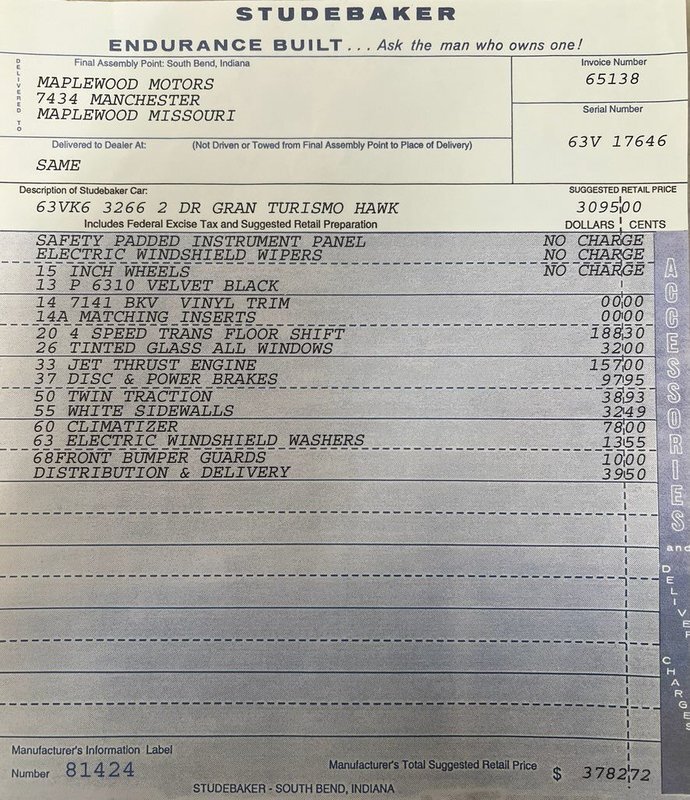 STUDEBAKER
ENDURANCE BUILT... Ask the man who owns one!
DELIVERED TO
Final Assembly Point: South Bend, Indiana
MAPLEWOOD MOTORS
7434 MANCHESTER
MAPLEWOOD MISSOURI
Invoice Number
65138
Serial Number
63V 17646
Delivered to Dealer At: (Not Driven or Towed from Final Assembly Point to Place of Delivery)
SAME
Description of Studebaker Car: SUGGESTED RETAIL PRICE
63VK6 3266 2 DR GRAN TURISMO HAWK 309500
Includes Federal Excise Tax and Suggested Retail Preparation DOLLARS CENTS
SAFETY PADDED INSTRUMENT PANEL NO CHARGE
ELECTRIC WINDSHIELD WIPERS NO CHARGE
15 INCH WHEELS NO CHARGE
13 P 6310 VELVET BLACK
14 7141 BKV VINYL TRIM 0000
14A MATCHING INSERTS 0000
20 4 SPEED TRANS FLOOR SHIFT 18830
26 TINTED GLASS ALL WINDOWS 3200
33 JET THRUST ENGINE 15700
37 DISC & POWER BRAKES 9795
50 TWIN TRACTION 3893
55 WHITE SIDEWALLS 3249
60 CLIMATIZER 7800
63 ELECTRIC WINDSHIELD WASHERS 1355
68FRONT BUMPER GUARDS 1000
DISTRIBUTION & DELIVERY 3950
ACCESSORIES
and
DELIVERY
CHARGES
Manufacturer's Information Label
Number 81424
Manufacturer's Total Suggested Retail Price $ 378272
STUDEBAKER - SOUTH BEND, INDIANA